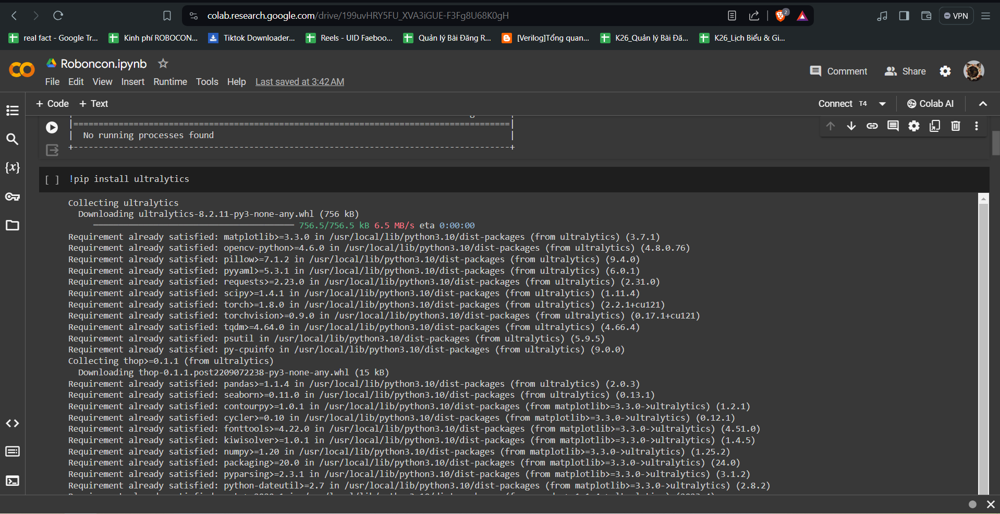 colab.research.google.com/drive/199uvHRY5FU_XVA3iGUE-F3Fg8U68K0gH
2
VPN
real fact - Google Tr...
Kinh phí ROBOCON...
Tiktok Downloader...
Reels - UID Faeboo...
Quản lý Bài Đăng R...
[Verilog]Tổng quan...
K26_Quản lý Bài Đă...
K26_Lịch Biểu & Gi...
Roboncon.ipynb
Comment
Share
File Edit View Insert Runtime Tools Help Last saved at 3:42 AM
+ Code + Text
Connect T4
Colab AI
|=======================================================================================|
| No running processes found |
+---------------------------------------------------------------------------------------+
[ ] !pip install ultralytics
Collecting ultralytics
Downloading ultralytics-8.2.11-py3-none-any.whl (756 kB)
756.5/756.5 kB 6.5 MB/s eta 0:00:00
Requirement already satisfied: matplotlib>=3.3.0 in /usr/local/lib/python3.10/dist-packages (from ultralytics) (3.7.1)
Requirement already satisfied: opencv-python>=4.6.0 in /usr/local/lib/python3.10/dist-packages (from ultralytics) (4.8.0.76)
Requirement already satisfied: pillow>=7.1.2 in /usr/local/lib/python3.10/dist-packages (from ultralytics) (9.4.0)
Requirement already satisfied: pyyaml>=5.3.1 in /usr/local/lib/python3.10/dist-packages (from ultralytics) (6.0.1)
Requirement already satisfied: requests>=2.23.0 in /usr/local/lib/python3.10/dist-packages (from ultralytics) (2.31.0)
Requirement already satisfied: scipy>=1.4.1 in /usr/local/lib/python3.10/dist-packages (from ultralytics) (1.11.4)
Requirement already satisfied: torch>=1.8.0 in /usr/local/lib/python3.10/dist-packages (from ultralytics) (2.2.1+cu121)
Requirement already satisfied: torchvision>=0.9.0 in /usr/local/lib/python3.10/dist-packages (from ultralytics) (0.17.1+cu121)
Requirement already satisfied: tqdm>=4.64.0 in /usr/local/lib/python3.10/dist-packages (from ultralytics) (4.66.4)
Requirement already satisfied: psutil in /usr/local/lib/python3.10/dist-packages (from ultralytics) (5.9.5)
Requirement already satisfied: py-cpuinfo in /usr/local/lib/python3.10/dist-packages (from ultralytics) (9.0.0)
Collecting thop>=0.1.1 (from ultralytics)
Downloading thop-0.1.1.post2209072238-py3-none-any.whl (15 kB)
Requirement already satisfied: pandas>=1.1.4 in /usr/local/lib/python3.10/dist-packages (from ultralytics) (2.0.3)
Requirement already satisfied: seaborn>=0.11.0 in /usr/local/lib/python3.10/dist-packages (from ultralytics) (0.13.1)
Requirement already satisfied: contourpy>=1.0.1 in /usr/local/lib/python3.10/dist-packages (from matplotlib>=3.3.0->ultralytics) (1.2.1)
Requirement already satisfied: cycler>=0.10 in /usr/local/lib/python3.10/dist-packages (from matplotlib>=3.3.0->ultralytics) (0.12.1)
Requirement already satisfied: fonttools>=4.22.0 in /usr/local/lib/python3.10/dist-packages (from matplotlib>=3.3.0->ultralytics) (4.51.0)
Requirement already satisfied: kiwisolver>=1.0.1 in /usr/local/lib/python3.10/dist-packages (from matplotlib>=3.3.0->ultralytics) (1.4.5)
Requirement already satisfied: numpy>=1.20 in /usr/local/lib/python3.10/dist-packages (from matplotlib>=3.3.0->ultralytics) (1.25.2)
Requirement already satisfied: packaging>=20.0 in /usr/local/lib/python3.10/dist-packages (from matplotlib>=3.3.0->ultralytics) (24.0)
Requirement already satisfied: pyparsing>=2.3.1 in /usr/local/lib/python3.10/dist-packages (from matplotlib>=3.3.0->ultralytics) (3.1.2)
Requirement already satisfied: python-dateutil>=2.7 in /usr/local/lib/python3.10/dist-packages (from matplotlib>=3.3.0->ultralytics) (2.8.2)